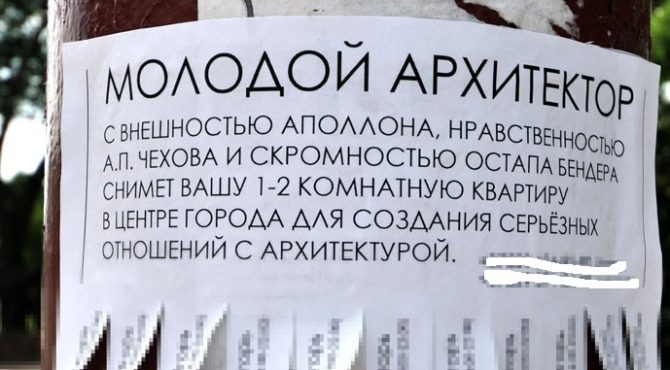 МОЛОДОЙ АРХИТЕКТОР
С ВНЕШНОСТЬЮ АПОЛЛОНА, НРАВСТВЕННОСТЬЮ
А.П. ЧЕХОВА И СКРОМНОСТЬЮ ОСТАПА БЕНДЕРА
СНИМЕТ ВАШУ 1-2 КОМНАТНУЮ КВАРТИРУ
В ЦЕНТРЕ ГОРОДА ДЛЯ СОЗДАНИЯ СЕРЬЁЗНЫХ
ОТНОШЕНИЙ С АРХИТЕКТУРОЙ.